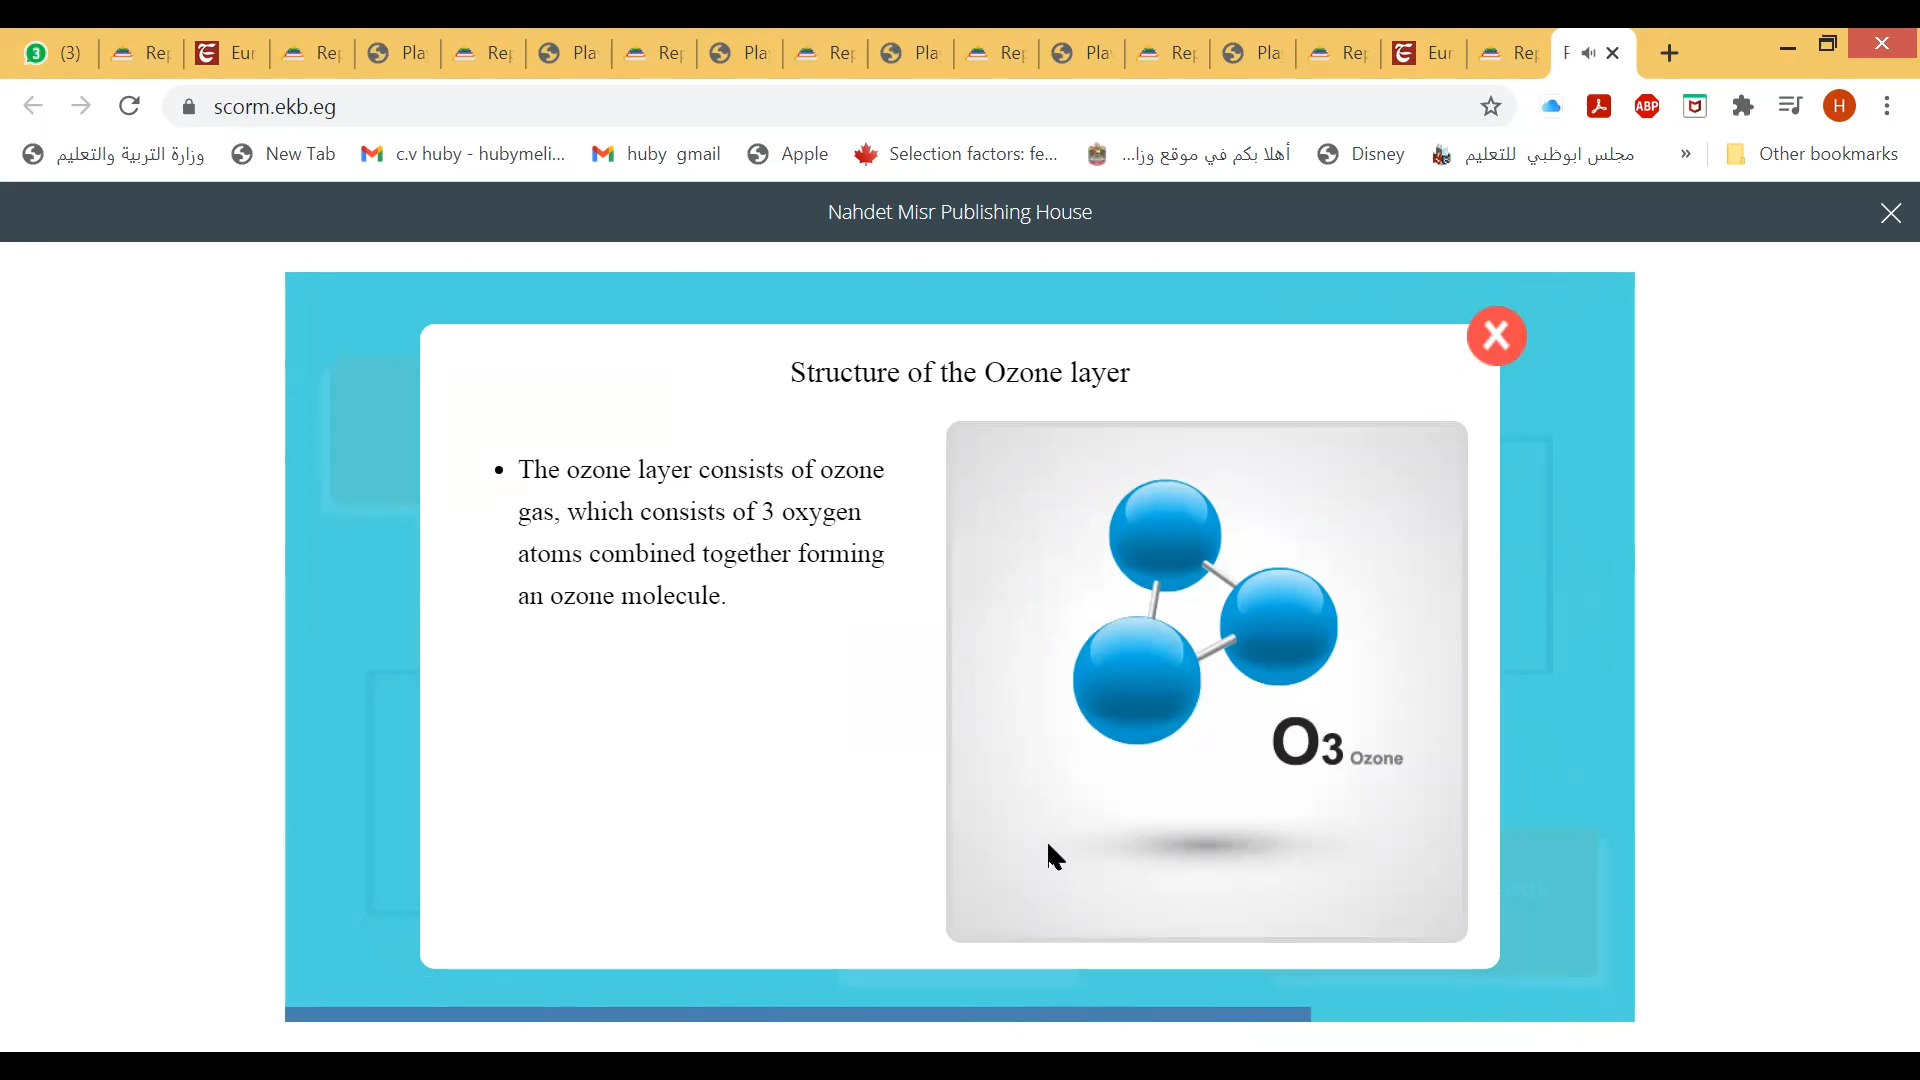 3 (3) Rep Eur Rep Pla Rep Pla Rep Pla Rep Pla Rep Pla Rep Pla Rep Eur Rep
scorm.ekb.eg ABP H
وزارة التربية والتعليم New Tab c.v huby - hubymeli... huby gmail Apple Selection factors: fe... أهلا بكم في موقع وزا... Disney مجلس ابوظبي للتعليم » Other bookmarks
Nahdet Misr Publishing House
Structure of the Ozone layer
• The ozone layer consists of ozone
gas, which consists of 3 oxygen
atoms combined together forming
an ozone molecule.
O3 Ozone